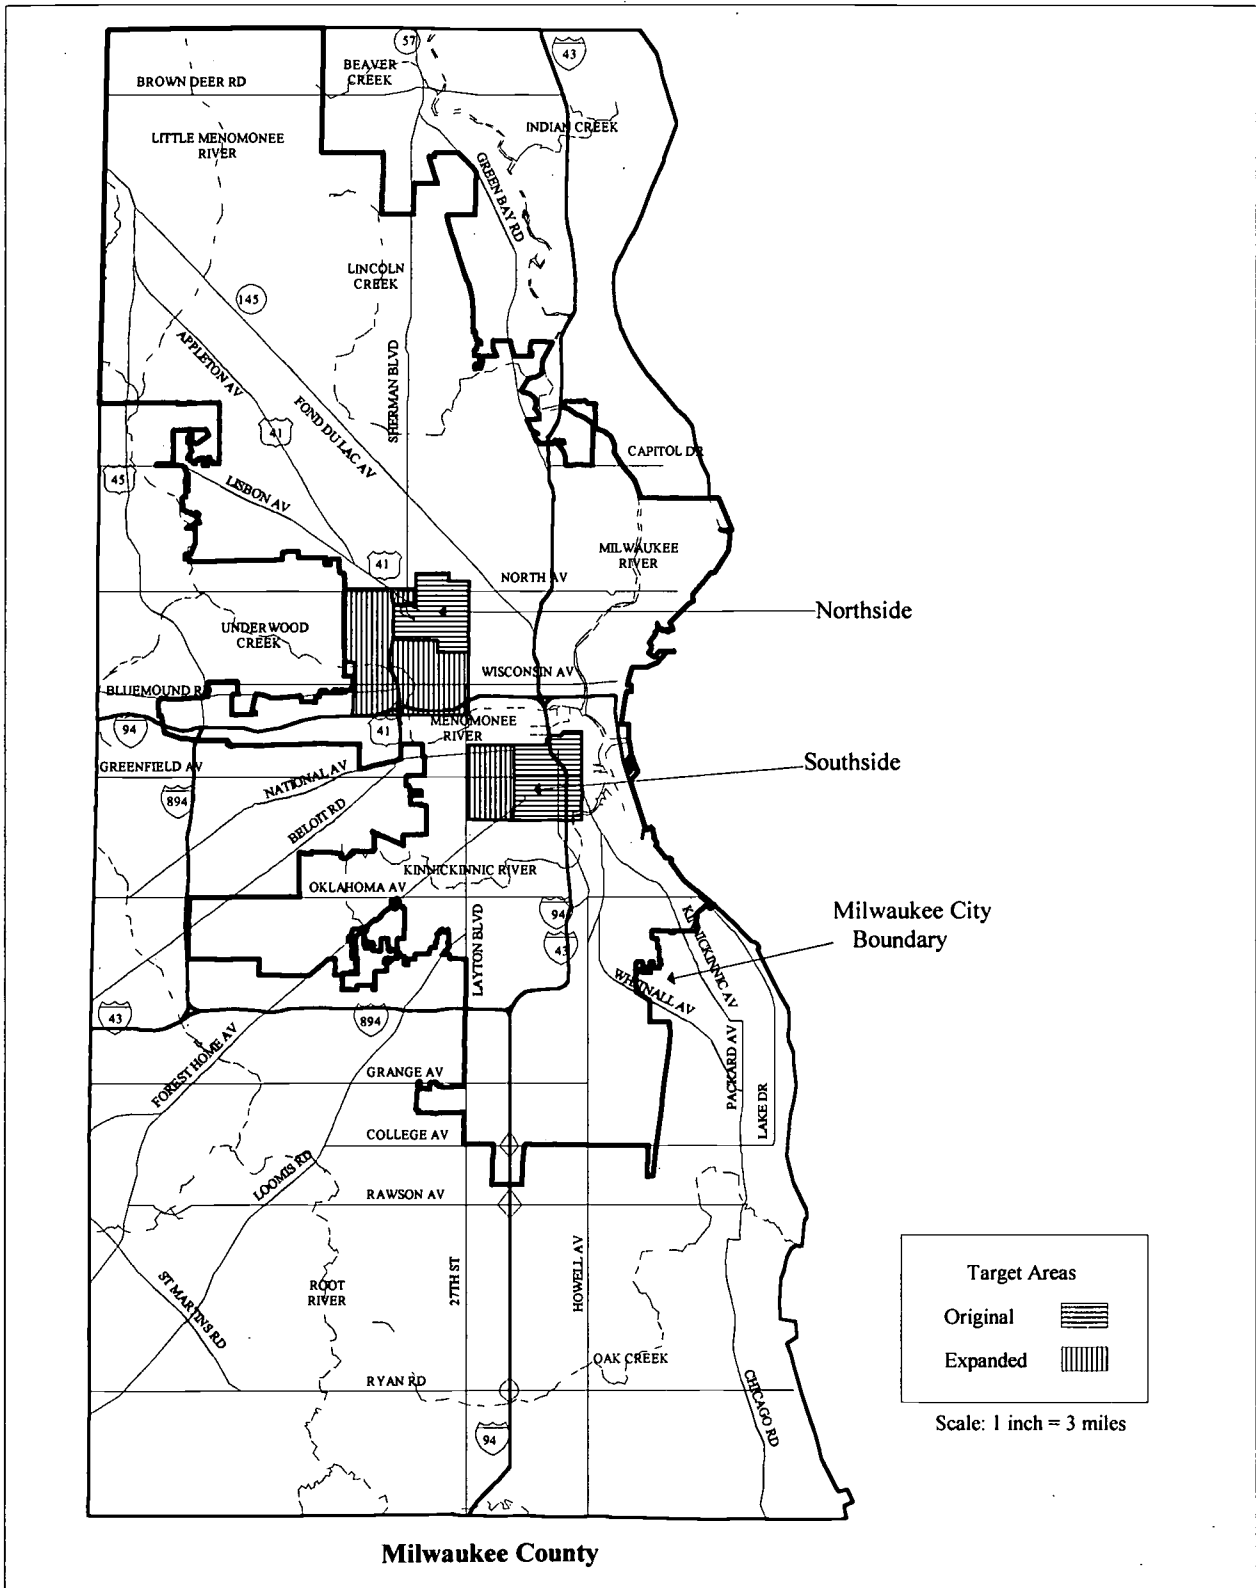 57
43
BEAVER
CREEK
BROWN DEER RD
INDIAN CREEK
LITTLE MENOMONEE
RIVER
GREEN BAY RD
LINCOLN
CREEK
145
APPLETON AV
SHERMAN BLVD
FOND DU LAC AV
41
CAPITOL DR
45
LISBON AV
MILWAUKEE
RIVER
41
NORTH AV
Northside
UNDERWOOD
CREEK
WISCONSIN AV
BLUEMOUND R
94
41
MENOMONEE
RIVER
GREENFIELD AV
NATIONAL AV
Southside
894
BELOIT RD
KINNICKINNIC RIVER
OKLAHOMA AV
LAYTON BLVD
94
43
KINNICKINNIC AV
Milwaukee City
Boundary
WHITNALL AV
43
894
FOREST HOME AV
PACKARD AV
LAKE DR
GRANGE AV
COLLEGE AV
LOOMIS RD
RAWSON AV
ST MARTINS RD
ROOT
RIVER
27TH ST
HOWELL AV
OAK CREEK
RYAN RD
CHICAGO RD
94
Target Areas
Original
Expanded
Scale: 1 inch = 3 miles
Milwaukee County